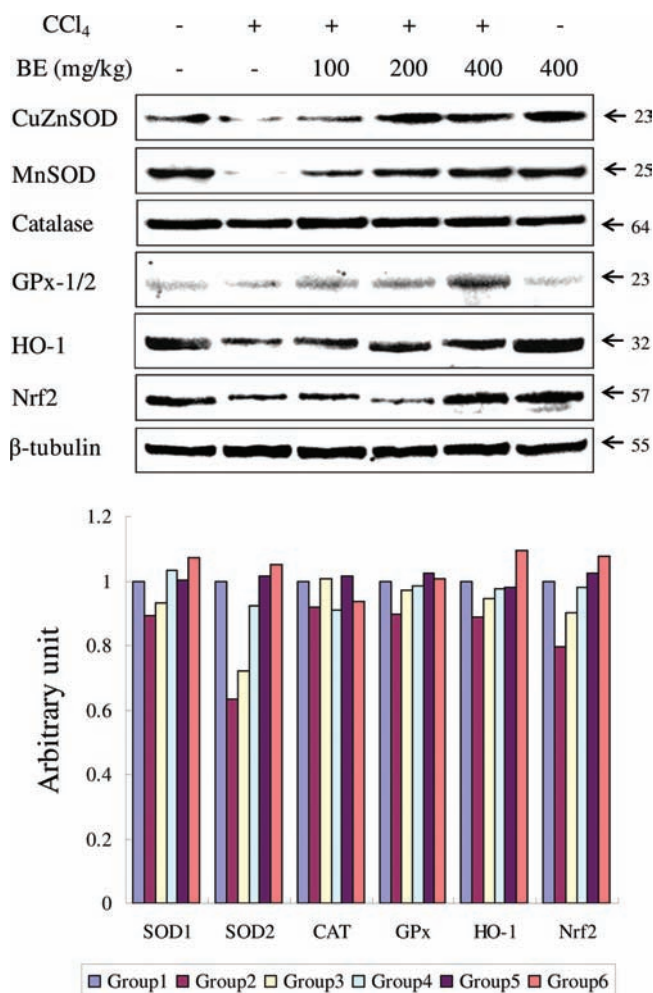 CCl4 - + + + + -
BE (mg/kg) - - 100 200 400 400
CuZnSOD ← 23
MnSOD ← 25
Catalase ← 64
GPx-1/2 ← 23
HO-1 ← 32
Nrf2 ← 57
β-tubulin ← 55
Arbitrary unit
1.2
1
0.8
0.6
0.4
0.2
0
SOD1 SOD2 CAT GPx HO-1 Nrf2
Group1 Group2 Group3 Group4 Group5 Group6